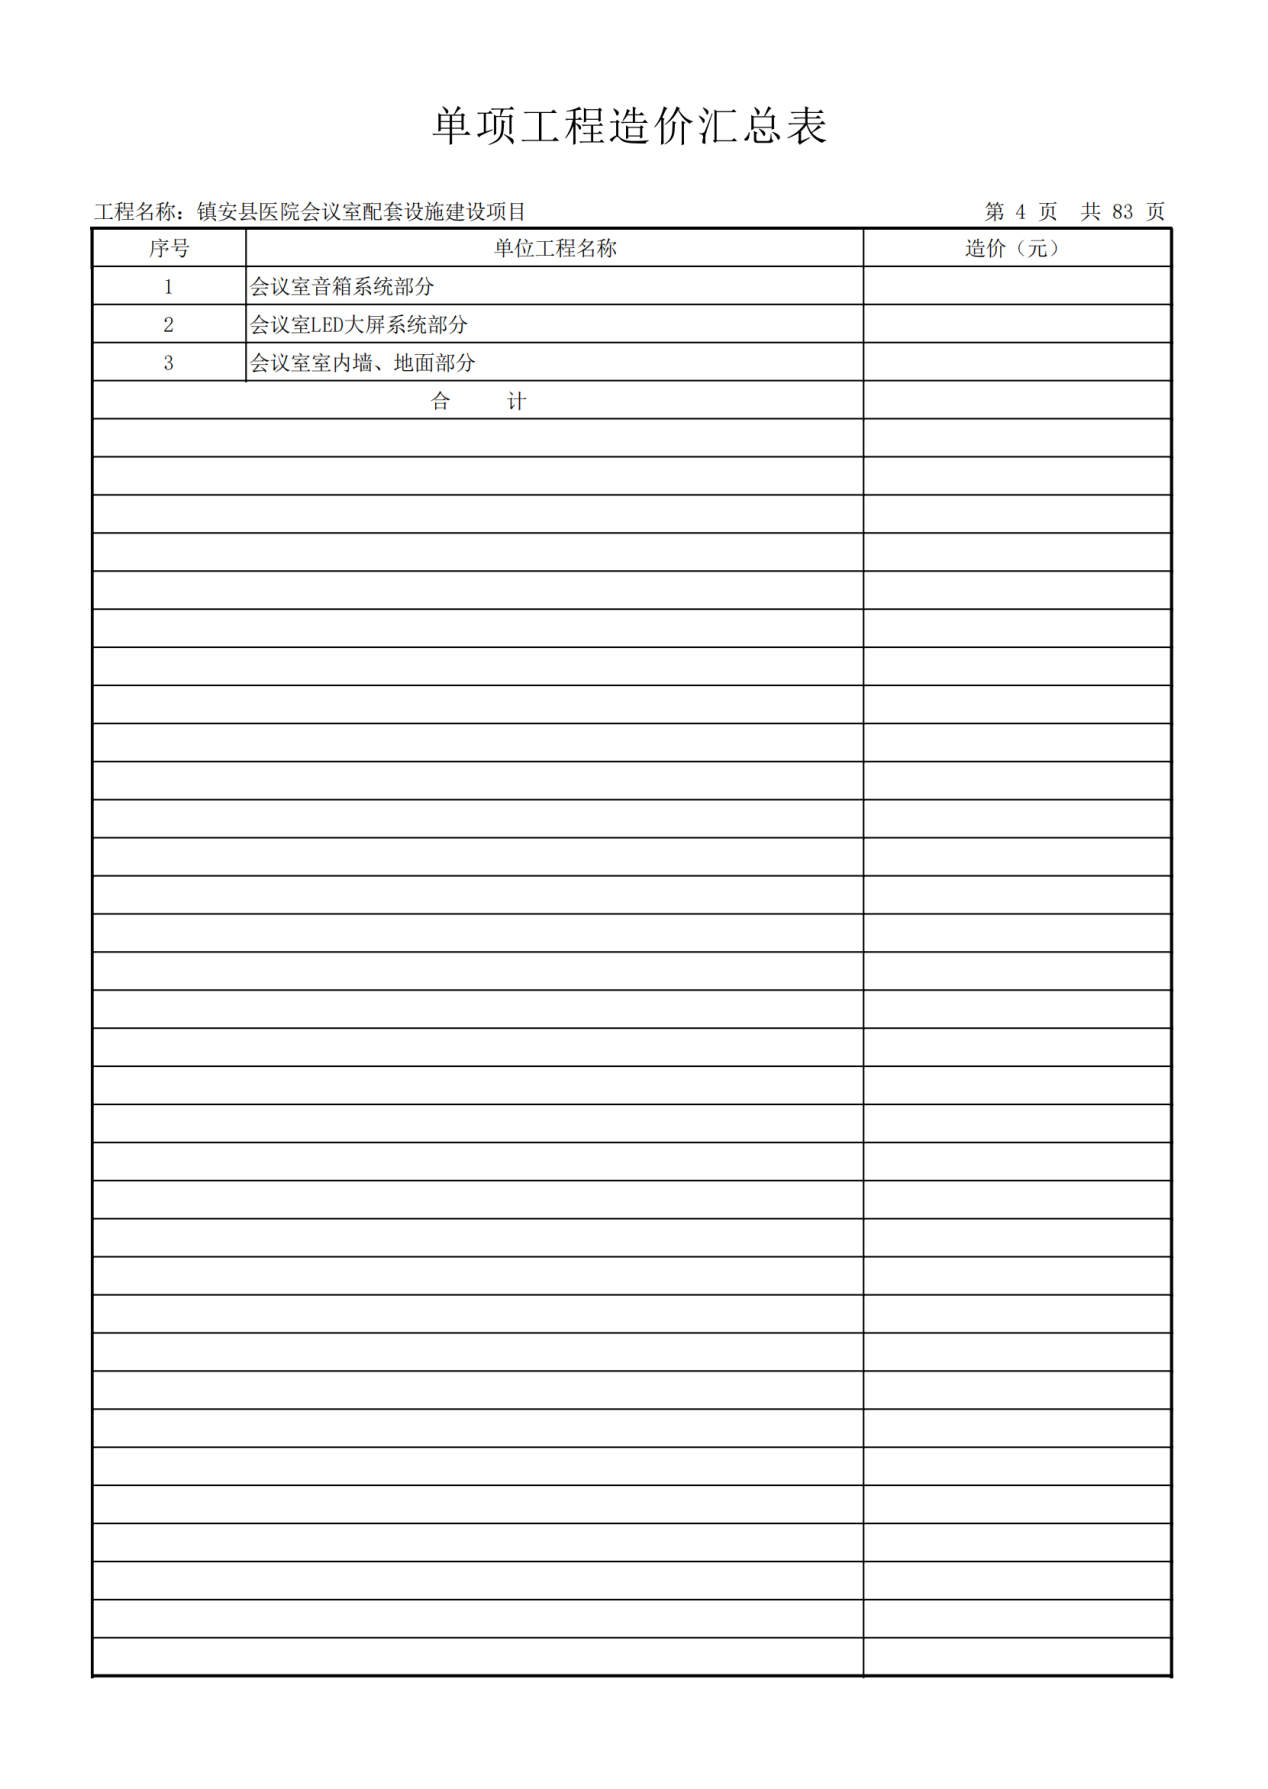 单项工程造价汇总表
工程名称：镇安县医院会议室配套设施建设项目 第 4 页 共 83 页
序号 单位工程名称 造价（元）
1 会议室音箱系统部分
2 会议室LED大屏系统部分
3 会议室室内墙、地面部分
合 计